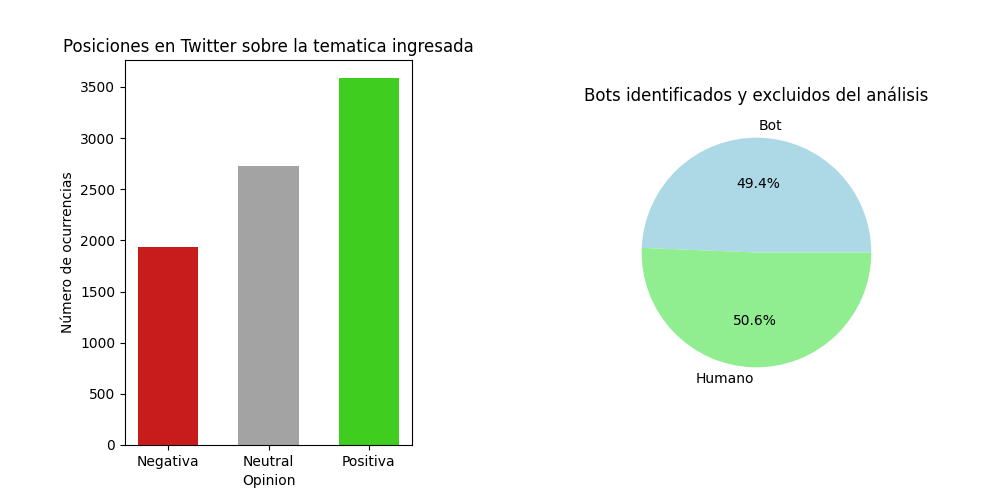 Posiciones en Twitter sobre la tematica ingresada
Número de ocurrencias
3500
3000
2500
2000
1500
1000
500
0
Negativa
Neutral
Positiva
Opinion
Bots identificados y excluidos del análisis
Bot
49.4%
50.6%
Humano